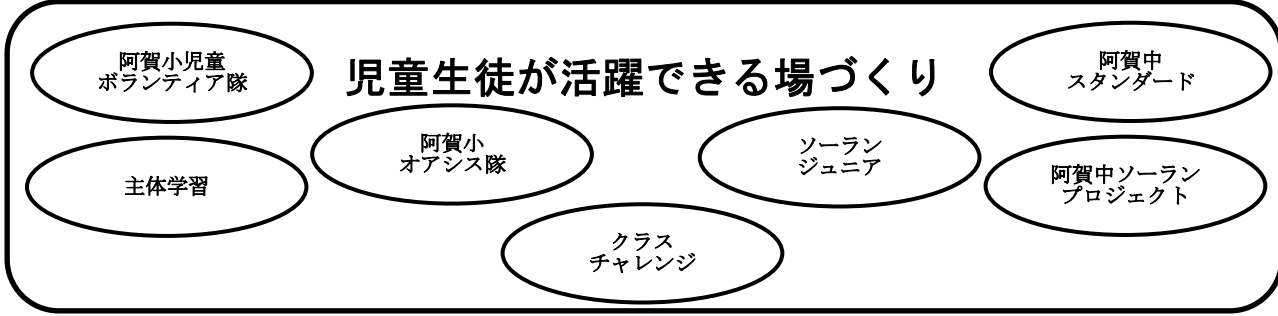 児童生徒が活躍できる場づくり
阿賀小児童
ボランティア隊
主体学習
阿賀小
オアシス隊
クラス
チャレンジ
ソーラン
ジュニア
阿賀中
スタンダード
阿賀中ソーラン
プロジェクト